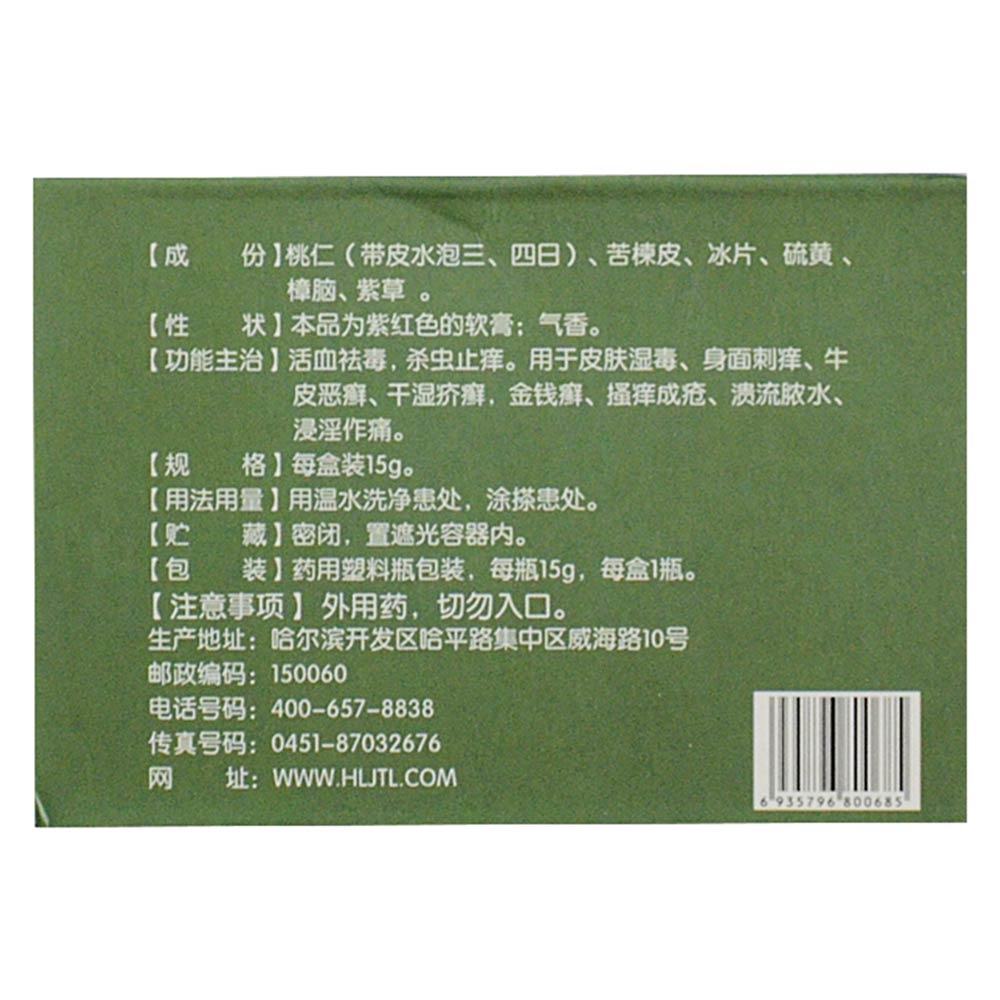 【成　份】桃仁（带皮水泡三、四日）、苦楝皮、冰片、硫黄、
樟脑、紫草。
【性　状】本品为紫红色的软膏；气香。
【功能主治】活血祛毒，杀虫止痒。用于皮肤湿毒、身面刺痒、牛
皮恶癣、干湿疥癣，金钱癣、搔痒成疮、溃流脓水、
浸淫作痛。
【规　格】每盒装15g。
【用法用量】用温水洗净患处，涂搽患处。
【贮　藏】密闭，置遮光容器内。
【包　装】药用塑料瓶包装，每瓶15g，每盒1瓶。
【注意事项】外用药，切勿入口。
生产地址：哈尔滨开发区哈平路集中区威海路10号
邮政编码：150060
电话号码：400-657-8838
传真号码：0451-87032676
网　址：WWW.HLJTL.COM
6 935796 800685